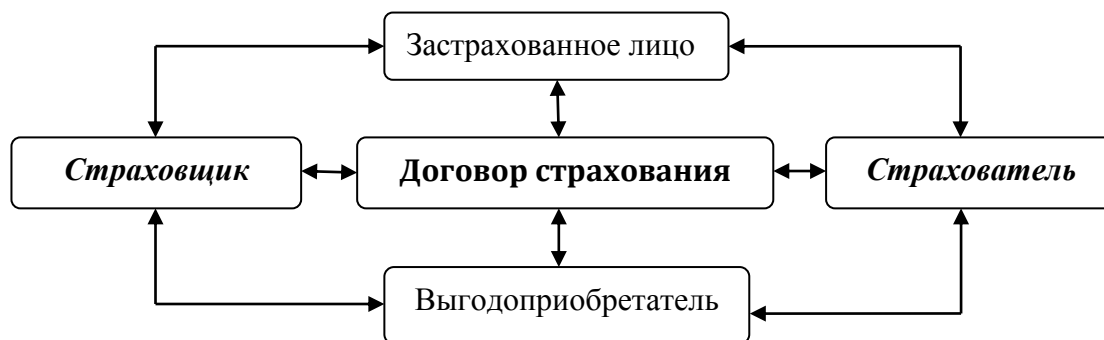 Застрахованное лицо
Страховщик
Договор страхования
Страхователь
Выгодоприобретатель